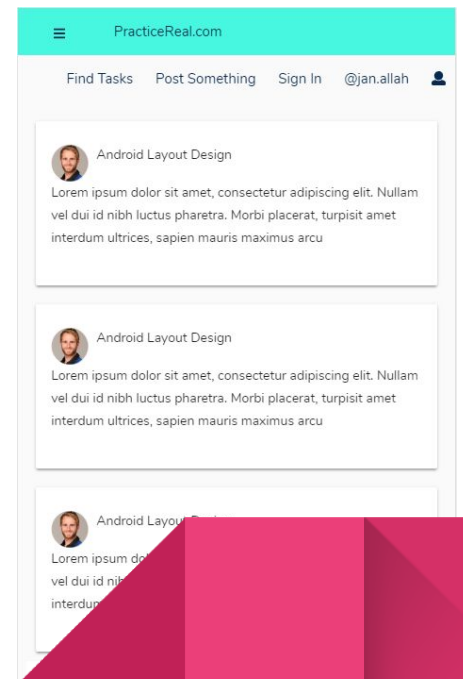 PracticeReal.com
Find Tasks Post Something Sign In @jan.allah
Android Layout Design
Lorem ipsum dolor sit amet, consectetur adipiscing elit. Nullam
vel dui id nibh luctus pharetra. Morbi placerat, turpisit amet
interdum ultrices, sapien mauris maximus arcu
Android Layout Design
Lorem ipsum dolor sit amet, consectetur adipiscing elit. Nullam
vel dui id nibh luctus pharetra. Morbi placerat, turpisit amet
interdum ultrices, sapien mauris maximus arcu
Android
Lorem ipsum
vel dui id